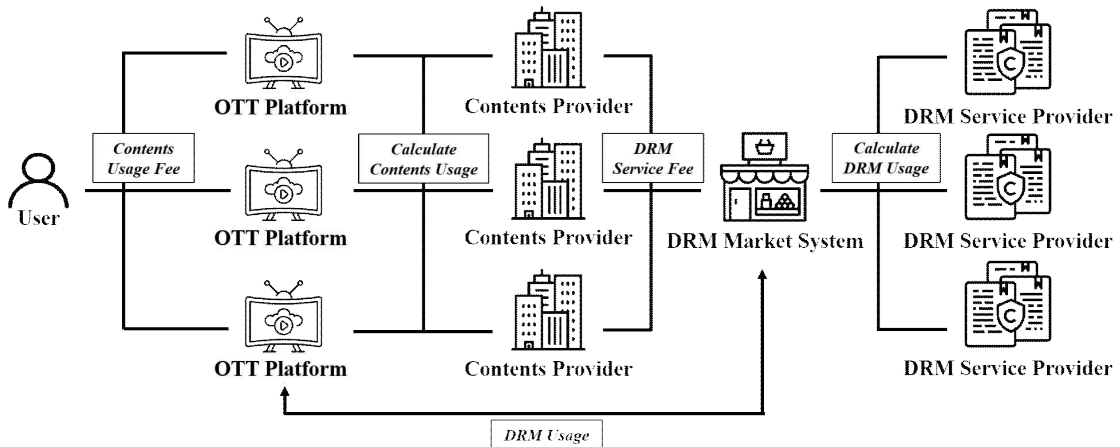 OTT Platform
Contents Provider
DRM Service Provider
Contents
Usage Fee
Calculate
Contents Usage
DRM
Service Fee
Calculate
DRM Usage
User
OTT Platform
Contents Provider
DRM Market System
DRM Service Provider
OTT Platform
Contents Provider
DRM Service Provider
DRM Usage
C
C
C